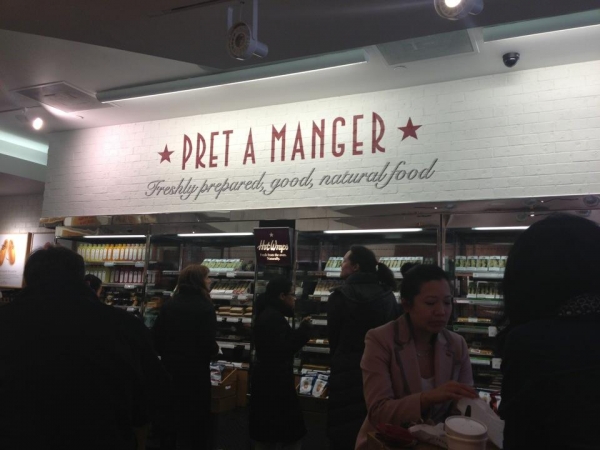 ★ PRET A MANGER ★
Freshly prepared, good, natural food
Hot Wraps